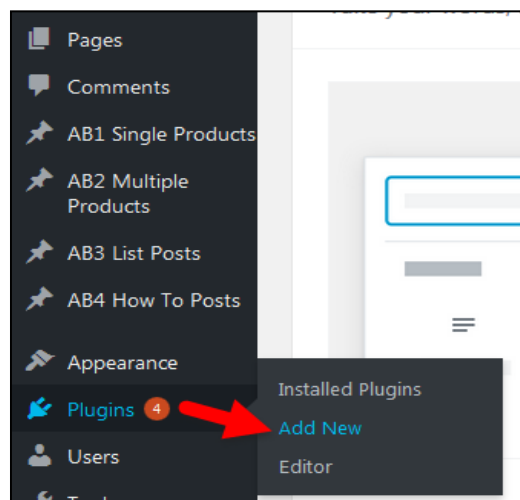 Pages
Comments
AB1 Single Products
AB2 Multiple
Products
AB3 List Posts
AB4 How To Posts
Appearance
Plugins 4
Installed Plugins
Add New
Editor
Users